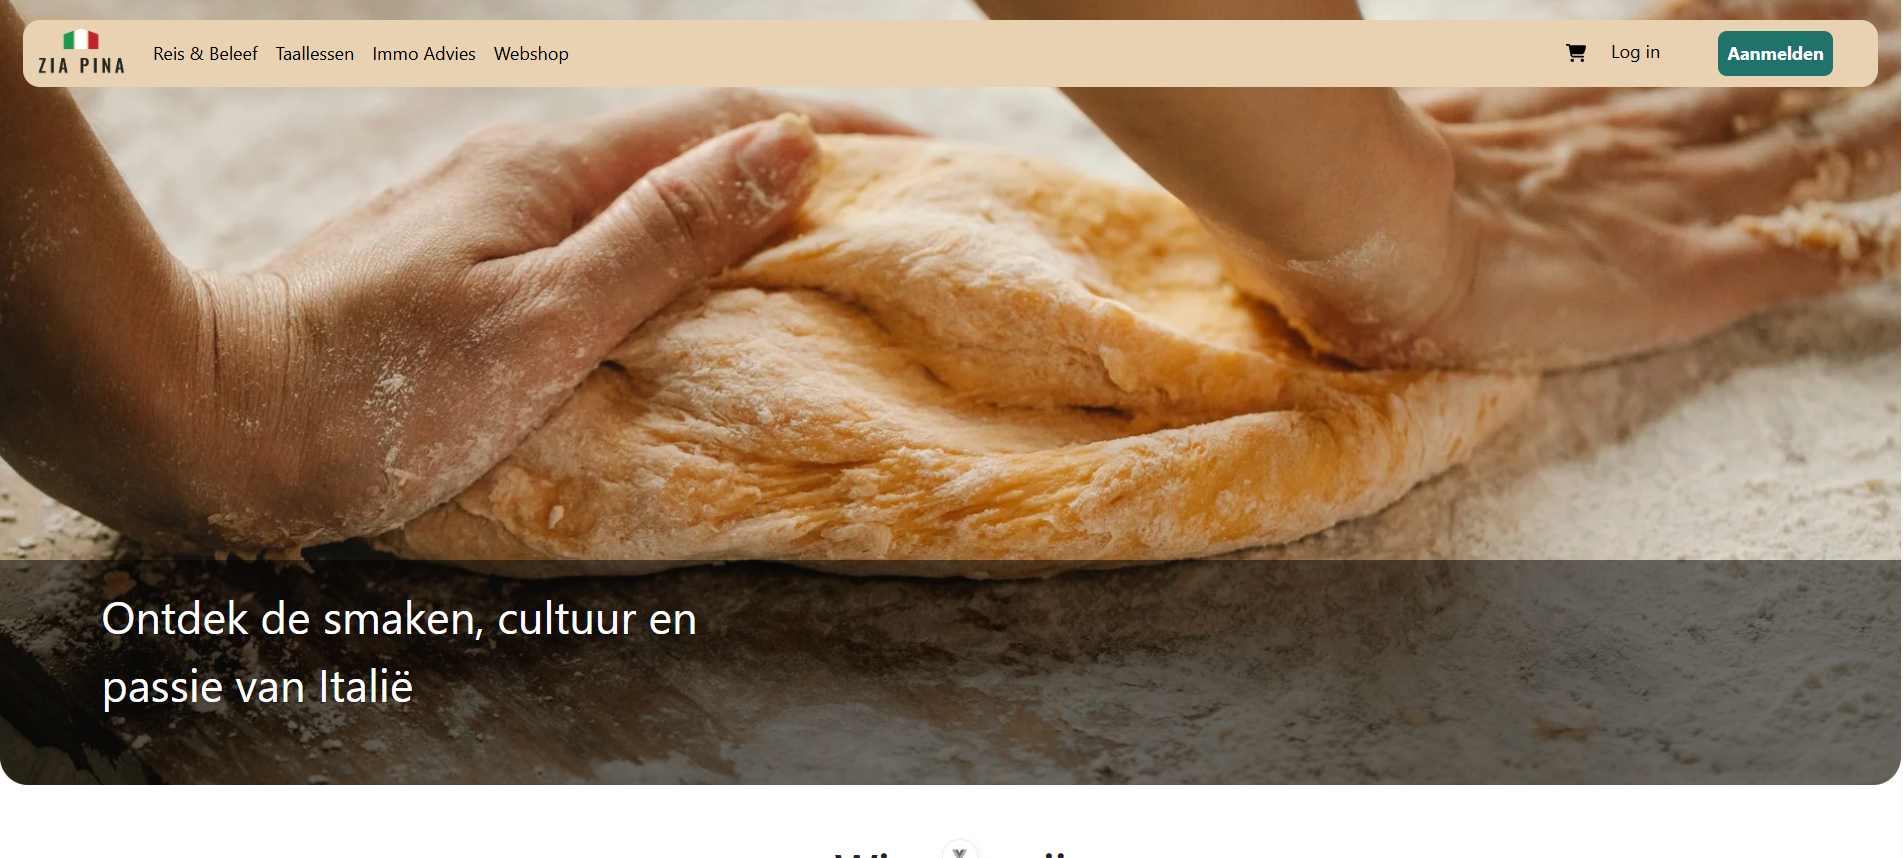 ZIA PINA
Reis & Beleef
Taallessen
Immo Advies
Webshop
Log in
Aanmelden
Ontdek de smaken, cultuur en
passie van Italië